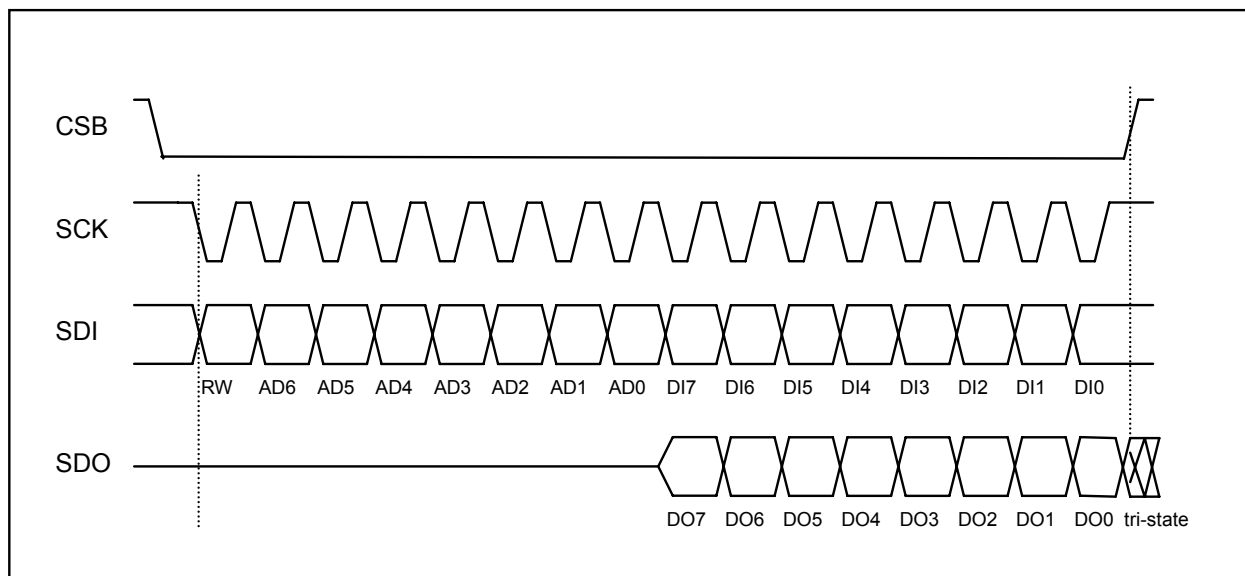 CSB
SCK
SDI
RW AD6 AD5 AD4 AD3 AD2 AD1 AD0 DI7 DI6 DI5 DI4 DI3 DI2 DI1 DI0
SDO
DO7 DO6 DO5 DO4 DO3 DO2 DO1 DO0 tri-state